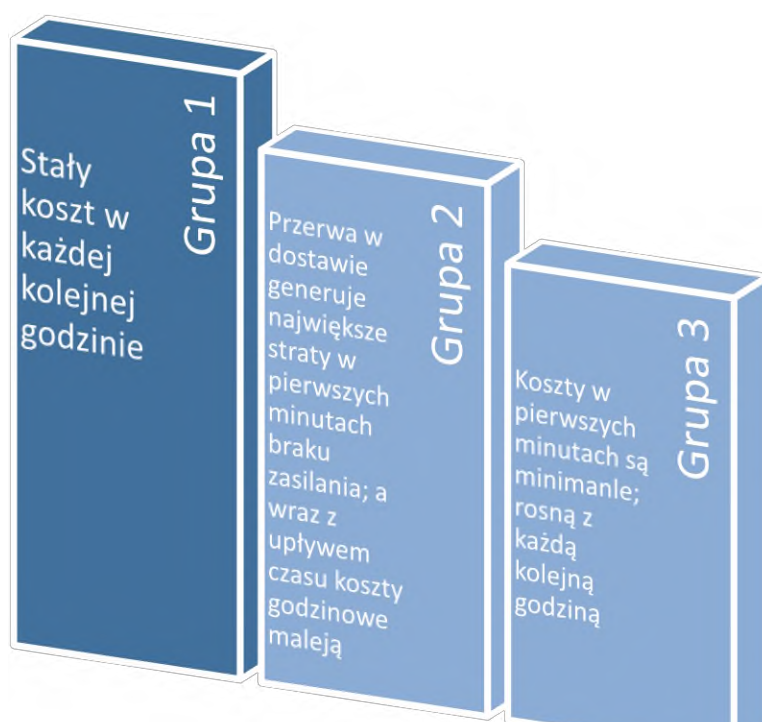 Grupa 1
Stały
koszt w
każdej
kolejnej
godzinie
Grupa 2
Przerwa w
dostawie
generuje
największe
straty w
pierwszych
minutach
braku
zasilania; a
wraz z
upływem
czasu koszty
godzinowe
maleją
Grupa 3
Koszty w
pierwszych
minutach są
minimanle;
rosną z
każdą
kolejną
godziną